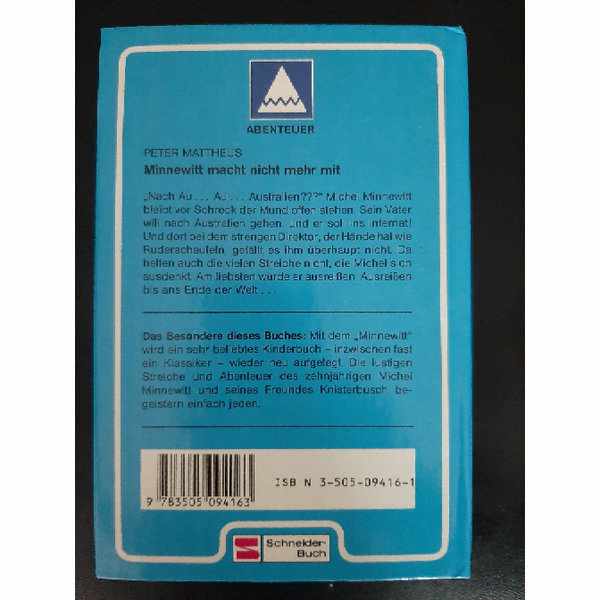 ABENTEUER
PETER MATTHEUS
Minnewitt macht nicht mehr mit
„Nach Au . . . Au . . . Australien???" Michel Minnewitt
bleibt vor Schreck der Mund offen stehen. Sein Vater
will nach Australien gehen, und er soll ins Internat!
Und dort bei dem strengen Direktor, der Hände hat wie
Ruderschaufeln, gefällt es ihm überhaupt nicht. Da
helfen auch die vielen Streiche nicht, die Michel sich
ausdenkt. Am liebsten würde er ausreißen. Ausreißen
bis ans Ende der Welt . . .
Das Besondere dieses Buches: Mit dem „Minnewitt"
wird ein sehr beliebtes Kinderbuch – inzwischen fast
ein Klassiker – wieder neu aufgelegt. Die lustigen
Streiche und Abenteuer des zehnjährigen Michel
Minnewitt und seines Freundes Knisterbusch be-
geistern einfach jeden.
ISBN 3-505-09416-1
9 783505 094163
Schneider-
Buch